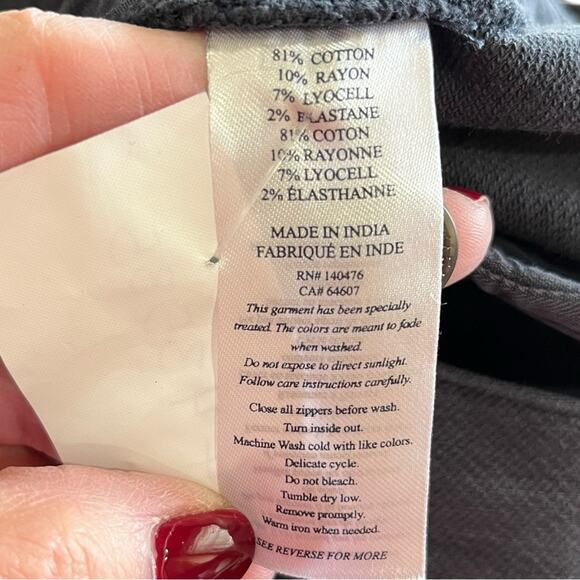 81% COTTON
10% RAYON
7% LYOCELL
2% ELASTANE
81% COTON
10% RAYONNE
7% LYOCELL
2% ÉLASTHANNE
MADE IN INDIA
FABRIQUÉ EN INDE
RN# 140476
CA# 64607
This garment has been specially
treated. The colors are meant to fade
when washed.
Do not expose to direct sunlight.
Follow care instructions carefully.
Close all zippers before wash.
Turn inside out.
Machine Wash cold with like colors.
Delicate cycle.
Do not bleach.
Tumble dry low.
Remove promptly.
Warm iron when needed.
SEE REVERSE FOR MORE